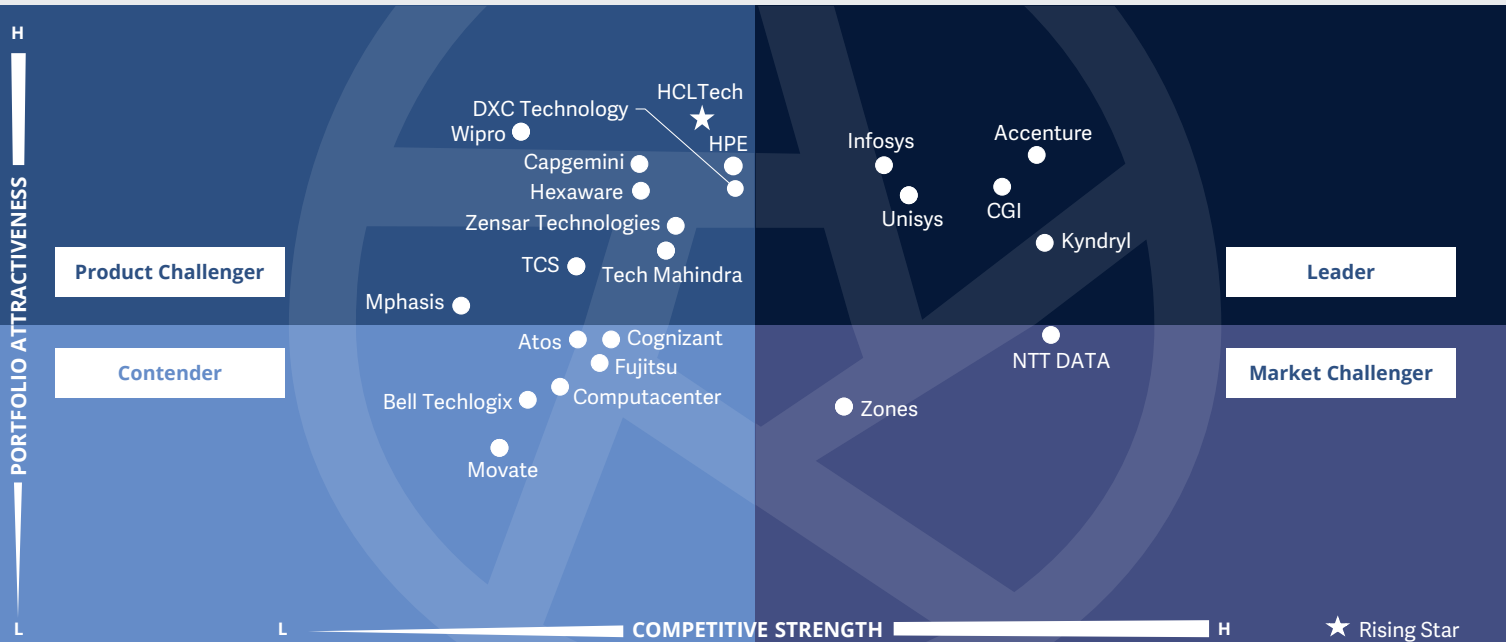 H
HCLTech
DXC Technology
Wipro
HPE
Infosys
Accenture
Capgemini
Hexaware
CGI
Unisys
Zensar Technologies
Kyndryl
TCS
Tech Mahindra
Product Challenger
Leader
Mphasis
PORTFOLIO ATTRACTIVENESS
Atos
Cognizant
NTT DATA
Fujitsu
Contender
Market Challenger
Computacenter
Bell Techlogix
Zones
Movate
L
L
COMPETITIVE STRENGTH
H
Rising Star